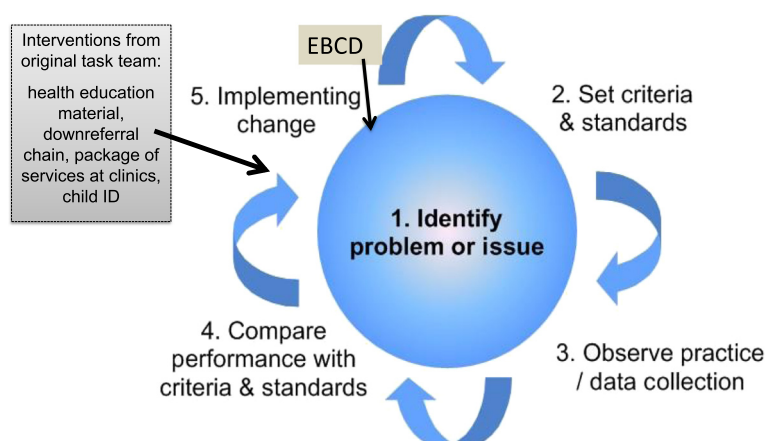 Interventions from
original task team:
health education
material,
downreferral
chain, package of
services at clinics,
child ID
EBCD
5. Implementing
change
2. Set criteria
& standards
1. Identify
problem or issue
4. Compare
performance with
criteria & standards
3. Observe practice
/ data collection